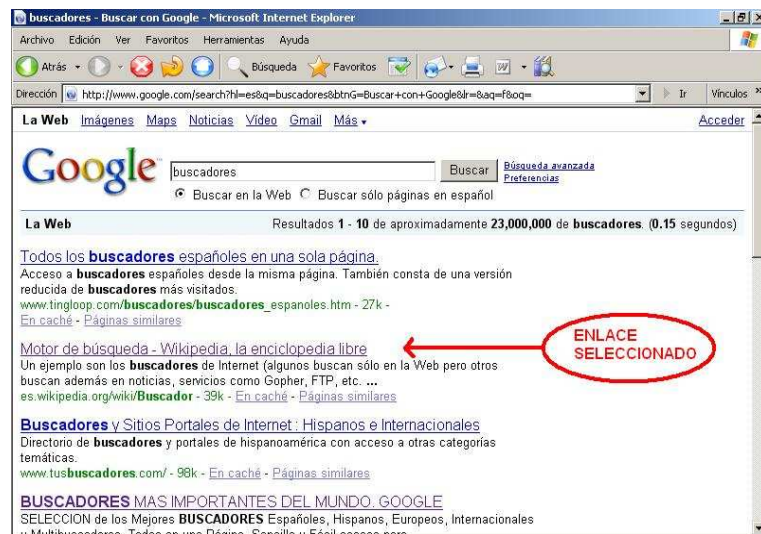 buscadores - Buscar con Google - Microsoft Internet Explorer
Archivo Edición Ver Favoritos Herramientas Ayuda
Atrás Búsqueda Favoritos
Dirección http://www.google.com/search?hl=es&q=buscadores&btnG=Buscar+con+Google&lr=&aq=f&oq= Ir Vínculos »
La Web Imágenes Maps Noticias Vídeo Gmail Más Acceder
Google buscadores Buscar Búsqueda avanzada
Preferencias
Buscar en la Web Buscar sólo páginas en español
La Web Resultados 1 - 10 de aproximadamente 23,000,000 de buscadores. (0.15 segundos)
Todos los buscadores españoles en una sola página.
Acceso a buscadores españoles desde la misma página. También consta de una versión
reducida de buscadores más visitados.
www.tingloop.com/buscadores/buscadores_espanoles.htm - 27k -
En caché - Páginas similares
Motor de búsqueda - Wikipedia, la enciclopedia libre
Un ejemplo son los buscadores de Internet (algunos buscan sólo en la Web pero otros
buscan además en noticias, servicios como Gopher, FTP, etc. ...
es.wikipedia.org/wiki/Buscador - 39k - En caché - Páginas similares
ENLACE
SELECCIONADO
Buscadores y Sitios Portales de Internet : Hispanos e Internacionales
Directorio de buscadores y portales de hispanoamérica con acceso a otras categorías
temáticas.
www.tusbuscadores.com/ - 98k - En caché - Páginas similares
BUSCADORES MAS IMPORTANTES DEL MUNDO. GOOGLE
SELECCION de los Mejores BUSCADORES Españoles, Hispanos, Europeos, Internacionales